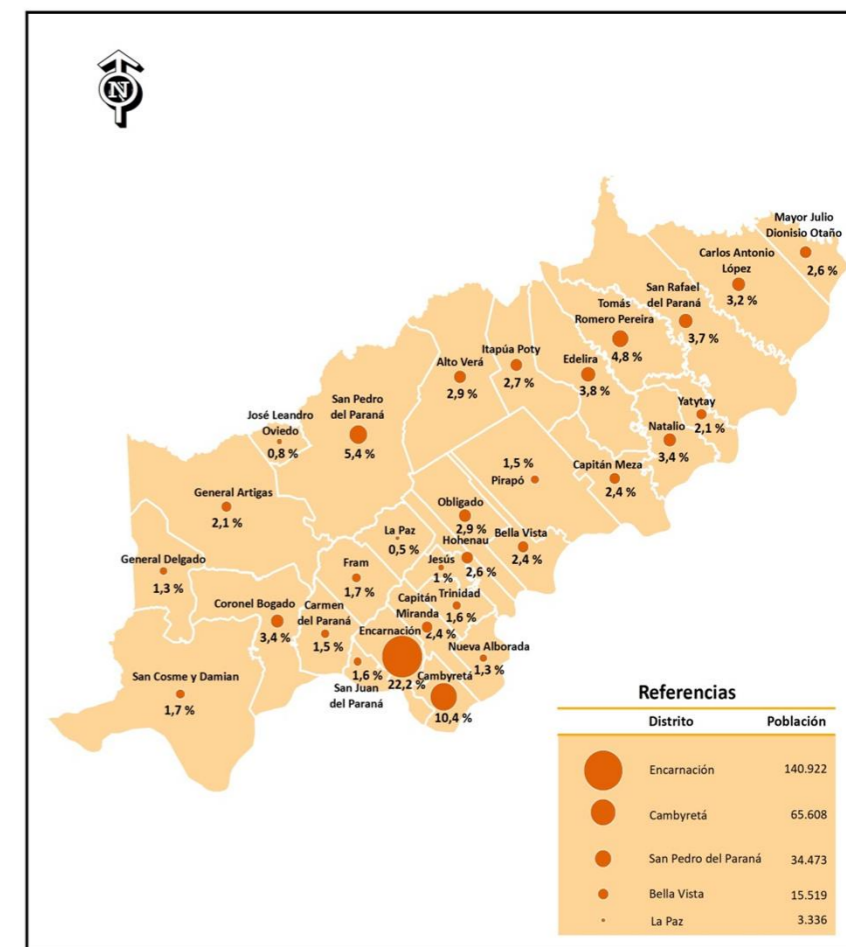 N
Mayor Julio
Dionisio Otaño
2,6 %
Carlos Antonio
López
3,2 %
San Rafael
del Paraná
3,7 %
Tomás
Romero Pereira
4,8 %
Itapúa Poty
2,7 %
Edelira
3,8 %
Alto Verá
2,9 %
Yatytay
2,1 %
Natalio
3,4 %
San Pedro
del Paraná
5,4 %
José Leandro
Oviedo
0,8 %
1,5 %
Pirapó
Capitán Meza
2,4 %
General Artigas
2,1 %
Obligado
2,9 %
La Paz
0,5 %
Hohenau
2,6 %
Bella Vista
2,4 %
General Delgado
1,3 %
Fram
1,7 %
Jesús
1 %
Trinidad
1,6 %
Capitán
Miranda
2,4%
Coronel Bogado
3,4 %
Carmen
del Paraná
1,5 %
Encarnación
22,2 %
Nueva Alborada
1,3 %
San Cosme y Damian
1,7 %
1,6 %
San Juan
del Paraná
Cambyretá
10,4 %
Referencias
Distrito Población
Encarnación 140.922
Cambyretá 65.608
San Pedro del Paraná 34.473
Bella Vista 15.519
La Paz 3.336